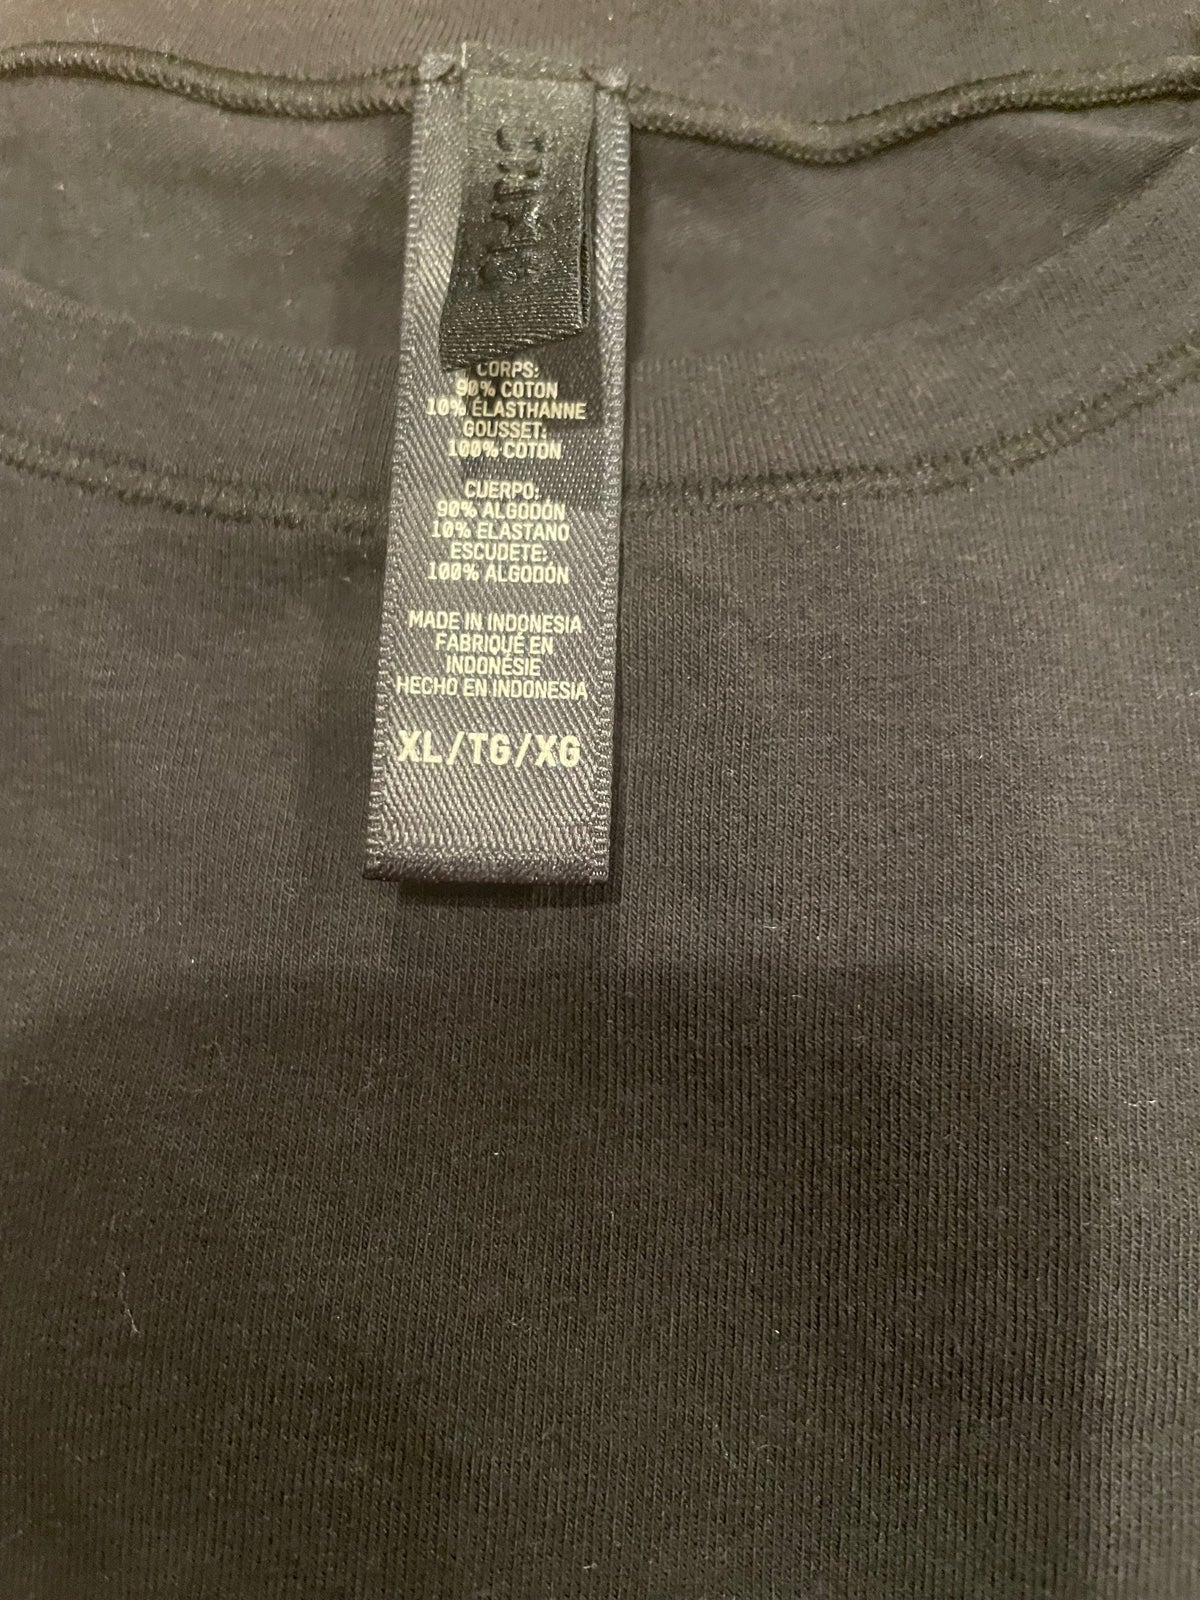 SKIMS
CORPS:
90% COTON
10% ÉLASTHANNE
GOUSSET:
100% COTON
CUERPO:
90% ALGODÓN
10% ELASTANO
ESCUDETE:
100% ALGODÓN
MADE IN INDONESIA
FABRIQUÉ EN
INDONÉSIE
HECHO EN INDONESIA
XL/TG/XG